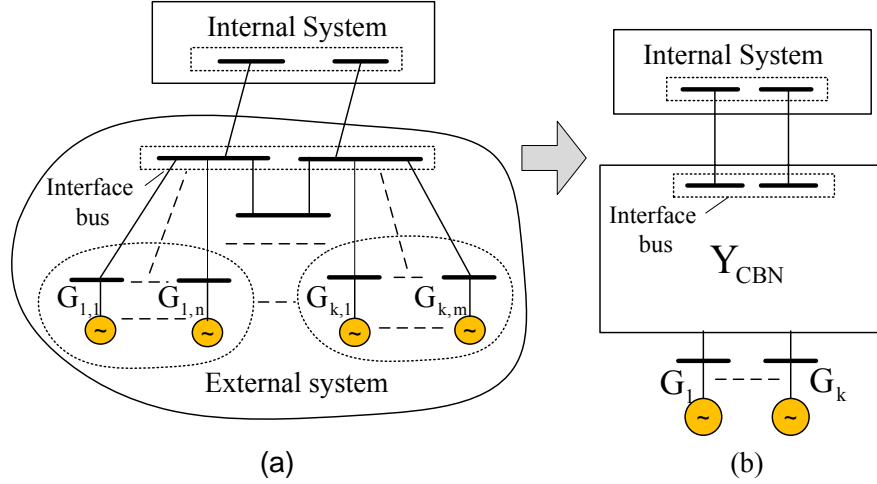 Internal System
Interface
bus
G1,1
G1,n
Gk,1
Gk,m
~
~
~
~
External system
(a)
Internal System
Interface
bus
YCBN
G1
Gk
~
~
(b)